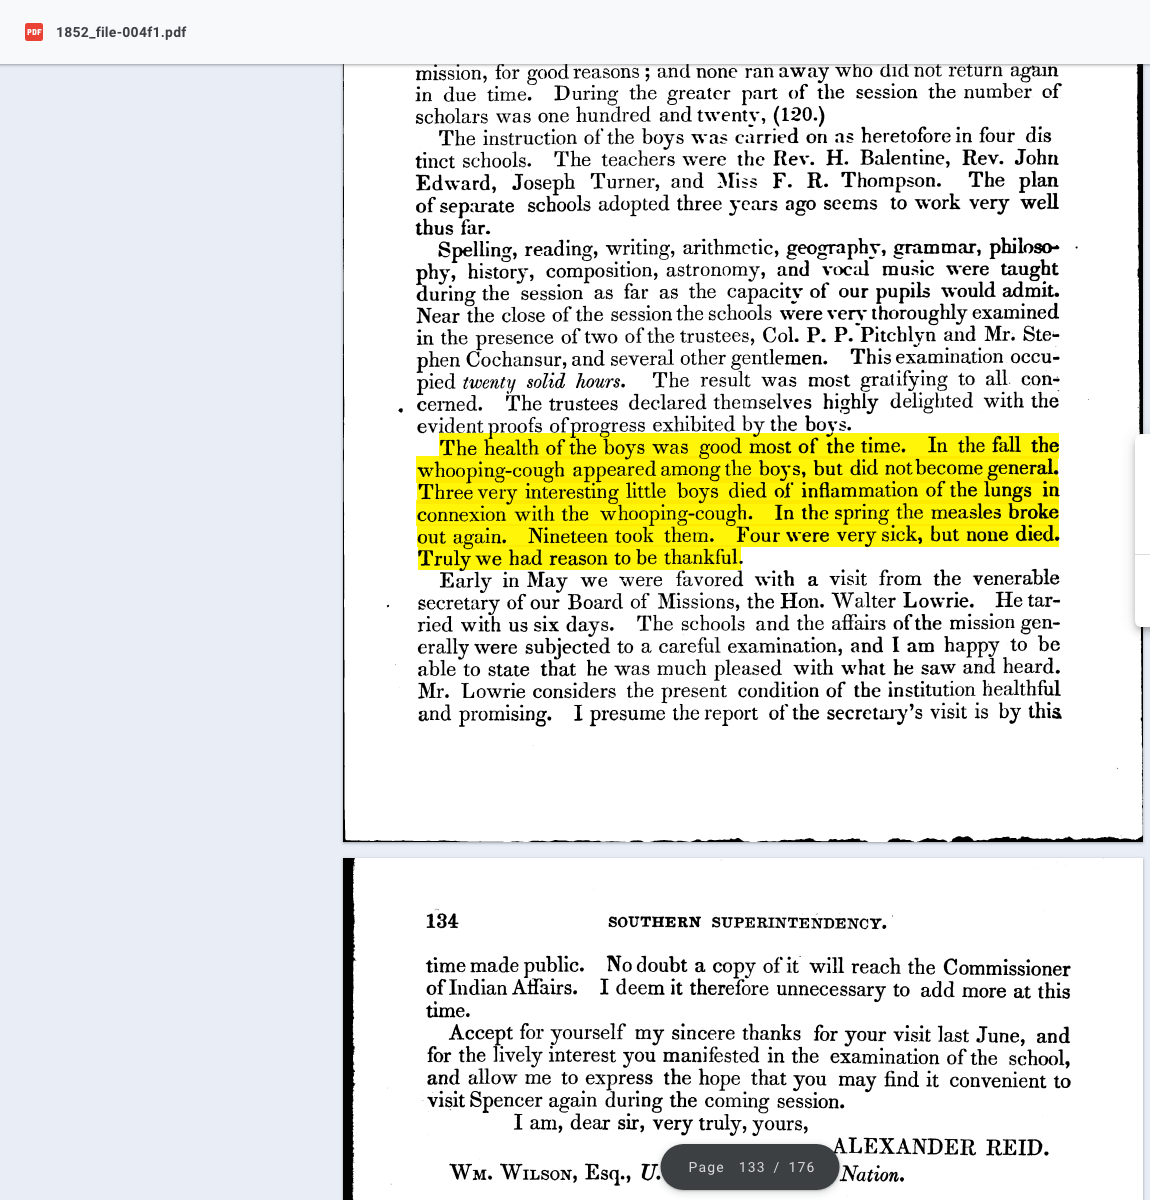 PDF 1852_file-004f1.pdf
mission, for good reasons ; and none ran away who did not return again
in due time. During the greater part of the session the number of
scholars was one hundred and twenty, (120.)
The instruction of the boys was carried on as heretofore in four dis
tinct schools. The teachers were the Rev. H. Balentine, Rev. John
Edward, Joseph Turner, and Miss F. R. Thompson. The plan
of separate schools adopted three years ago seems to work very well
thus far.
Spelling, reading, writing, arithmetic, geography, grammar, philoso-
phy, history, composition, astronomy, and vocal music were taught
during the session as far as the capacity of our pupils would admit.
Near the close of the session the schools were very thoroughly examined
in the presence of two of the trustees, Col. P. P. Pitchlyn and Mr. Ste-
phen Cochansur, and several other gentlemen. This examination occu-
pied twenty solid hours. The result was most gratifying to all con-
cerned. The trustees declared themselves highly delighted with the
evident proofs of progress exhibited by the boys.
The health of the boys was good most of the time. In the fall the
whooping-cough appeared among the boys, but did not become general.
Three very interesting little boys died of inflammation of the lungs in
connexion with the whooping-cough. In the spring the measles broke
out again. Nineteen took them. Four were very sick, but none died.
Truly we had reason to be thankful.
Early in May we were favored with a visit from the venerable
secretary of our Board of Missions, the Hon. Walter Lowrie. He tar-
ried with us six days. The schools and the affairs of the mission gen-
erally were subjected to a careful examination, and I am happy to be
able to state that he was much pleased with what he saw and heard.
Mr. Lowrie considers the present condition of the institution healthful
and promising. I presume the report of the secretary's visit is by this
134 SOUTHERN SUPERINTENDENCY.
time made public. No doubt a copy of it will reach the Commissioner
of Indian Affairs. I deem it therefore unnecessary to add more at this
time.
Accept for yourself my sincere thanks for your visit last June, and
for the lively interest you manifested in the examination of the school,
and allow me to express the hope that you may find it convenient to
visit Spencer again during the coming session.
I am, dear sir, very truly, yours,
ALEXANDER REID.
WM. WILSON, Esq., U. Nation.
Page 133 / 176